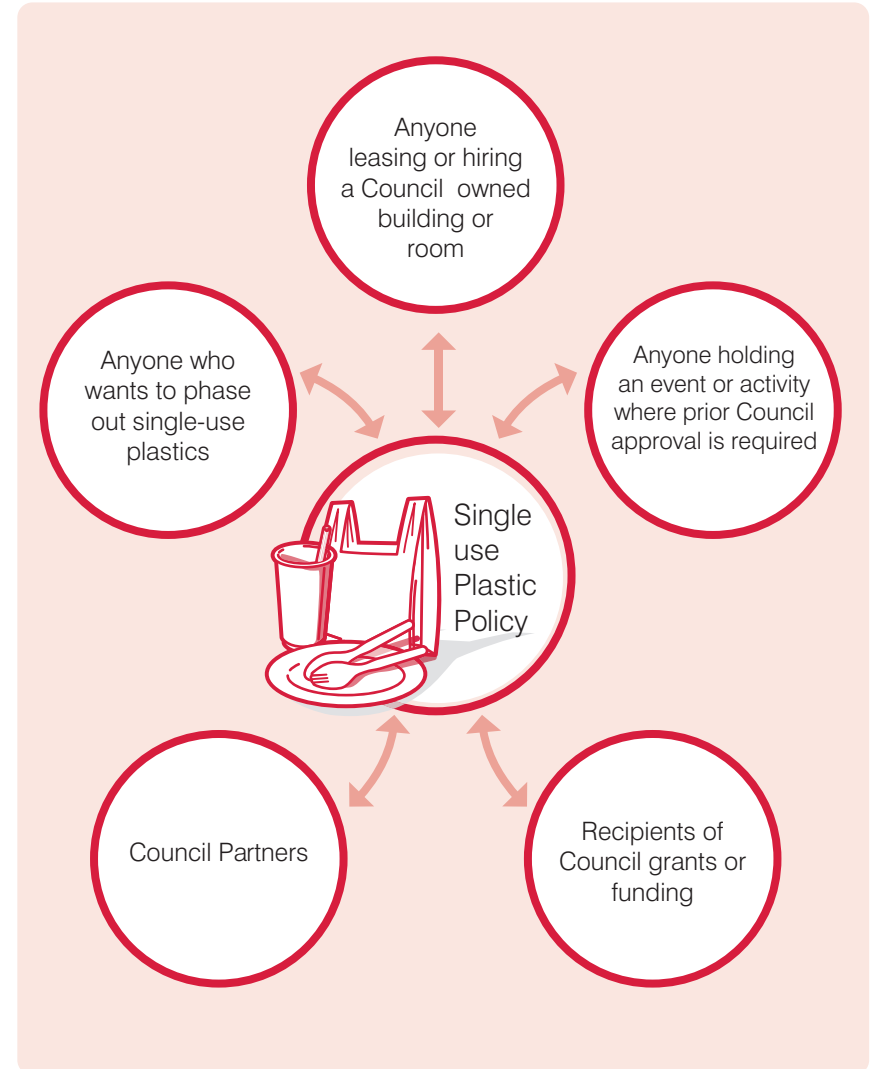 Anyone
leasing or hiring
a Council owned
building or
room
Anyone who
wants to phase
out single-use
plastics
Anyone holding
an event or activity
where prior Council
approval is required
Single
use
Plastic
Policy
Council Partners
Recipients of
Council grants or
funding